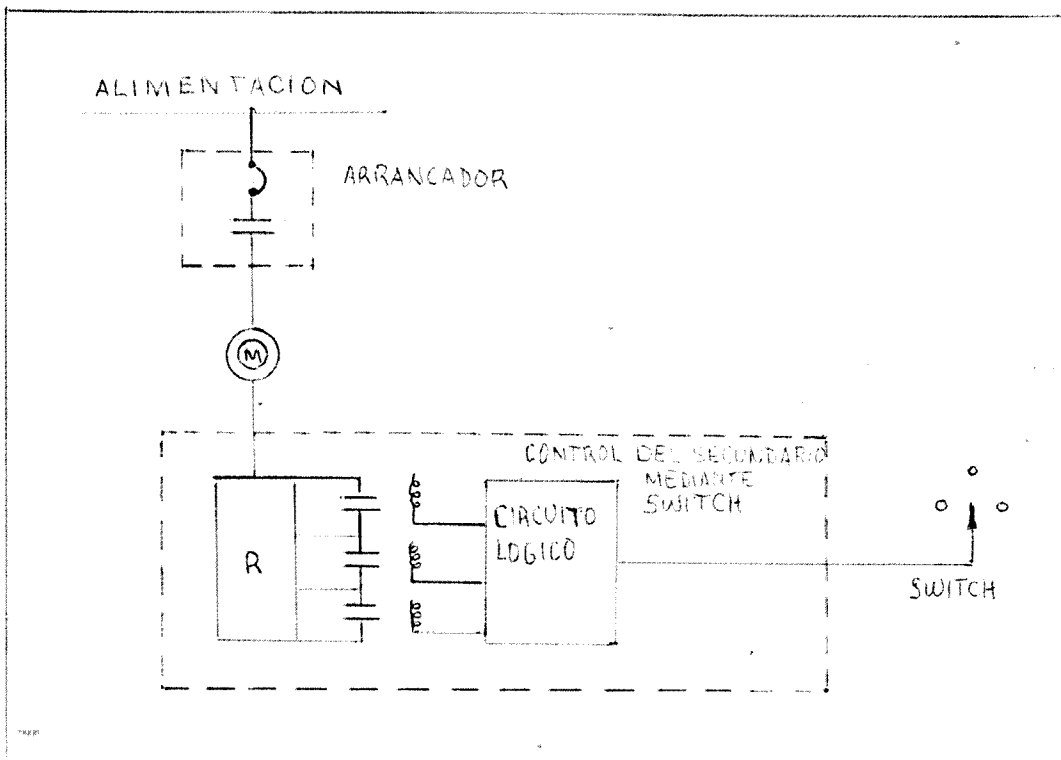 ALIMENTACION
ARRANCADOR
M
CONTROL DEL SECUNDARIO
MEDIANTE
SWITCH
R
CIRCUITO
LOGICO
SWITCH